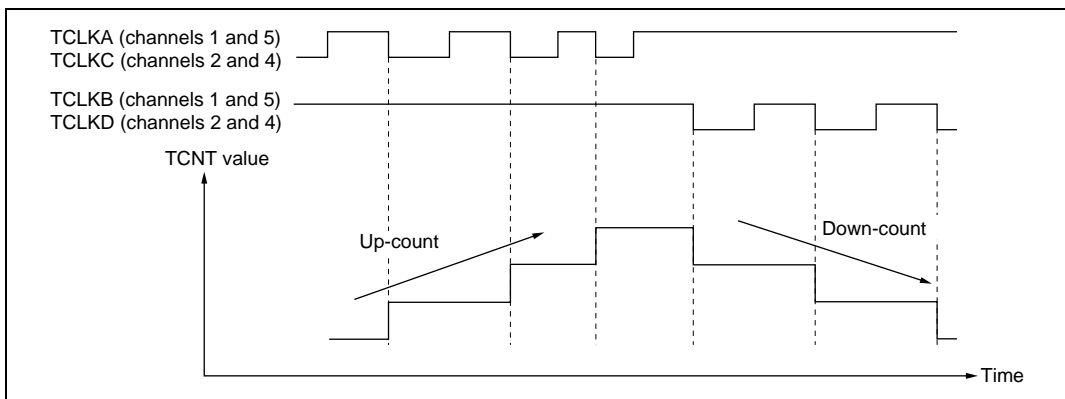 TCLKA (channels 1 and 5)
TCLKC (channels 2 and 4)
TCLKB (channels 1 and 5)
TCLKD (channels 2 and 4)
TCNT value
Up-count
Down-count
Time